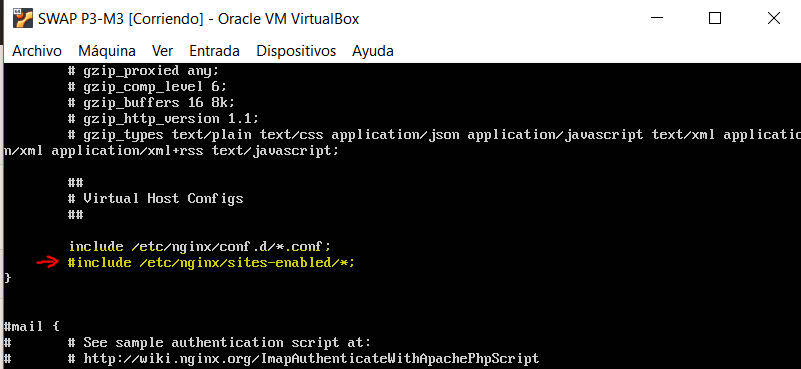 SWAP P3-M3 [Corriendo] - Oracle VM VirtualBox
Archivo Máquina Ver Entrada Dispositivos Ayuda
# gzip_proxied any;
# gzip_comp_level 6;
# gzip_buffers 16 8k;
# gzip_http_version 1.1;
# gzip_types text/plain text/css application/json application/javascript text/xml applicatio
n/xml application/xml+rss text/javascript;
##
# Virtual Host Configs
##
include /etc/nginx/conf.d/*.conf;
#include /etc/nginx/sites-enabled/*;
}
#mail {
# # See sample authentication script at:
# # http://wiki.nginx.org/ImapAuthenticateWithApachePhpScript